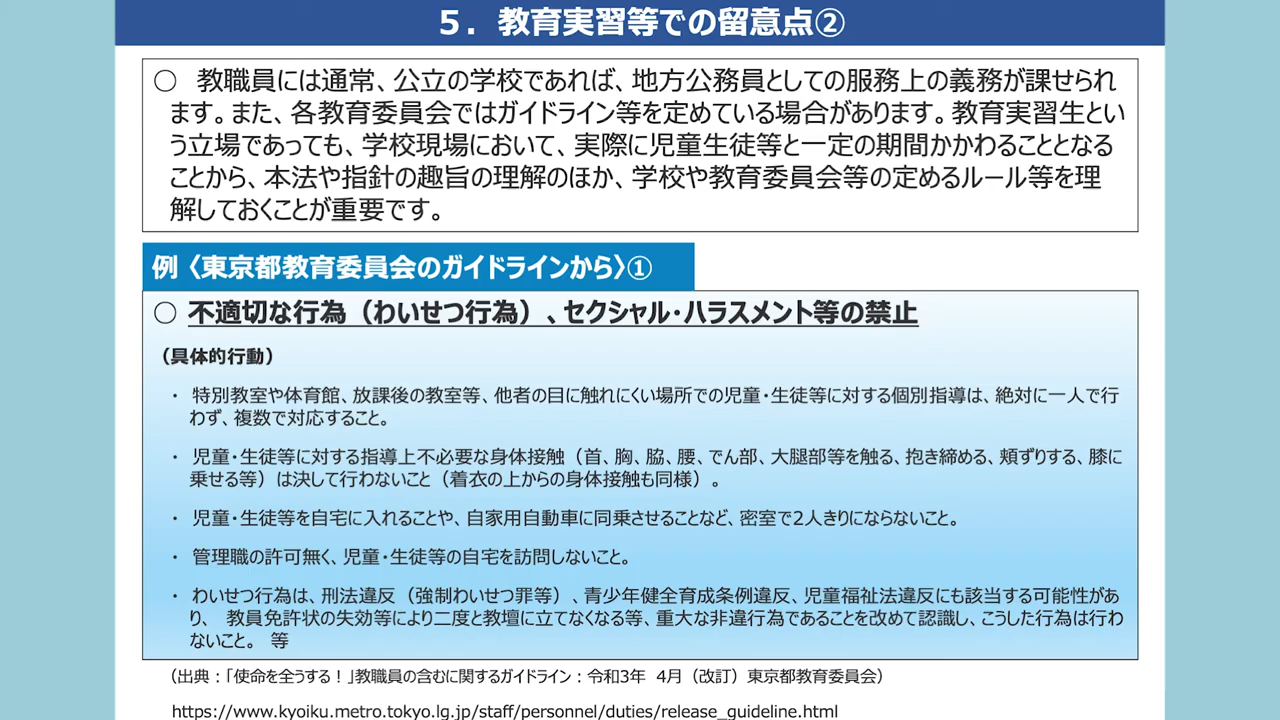 ５．教育実習等での留意点②
○　教職員には通常、公立の学校であれば、地方公務員としての服務上の義務が課せられ
ます。また、各教育委員会ではガイドライン等を定めている場合があります。教育実習生とい
う立場であっても、学校現場において、実際に児童生徒等と一定の期間かかわることとなる
ことから、本法や指針の趣旨の理解のほか、学校や教育委員会等の定めるルール等を理
解しておくことが重要です。
例〈東京都教育委員会のガイドラインから〉①
○ 不適切な行為（わいせつ行為）、セクシャル・ハラスメント等の禁止
（具体的行動）
・ 特別教室や体育館、放課後の教室等、他者の目に触れにくい場所での児童・生徒等に対する個別指導は、絶対に一人で行
わず、複数で対応すること。
・ 児童・生徒等に対する指導上不必要な身体接触（首、胸、脇、腰、でん部、大腿部等を触る、抱き締める、頬ずりする、膝に
乗せる等）は決して行わないこと（着衣の上からの身体接触も同様）。
・ 児童・生徒等を自宅に入れることや、自家用自動車に同乗させることなど、密室で2人きりにならないこと。
・ 管理職の許可無く、児童・生徒等の自宅を訪問しないこと。
・ わいせつ行為は、刑法違反（強制わいせつ罪等）、青少年健全育成条例違反、児童福祉法違反にも該当する可能性があ
り、 教員免許状の失効等により二度と教壇に立てなくなる等、重大な非違行為であることを改めて認識し、こうした行為は行わ
ないこと。 等
（出典：「使命を全うする！」教職員の含むに関するガイドライン：令和3年 4月（改訂）東京都教育委員会）
https://www.kyoiku.metro.tokyo.lg.jp/staff/personnel/duties/release_guideline.html